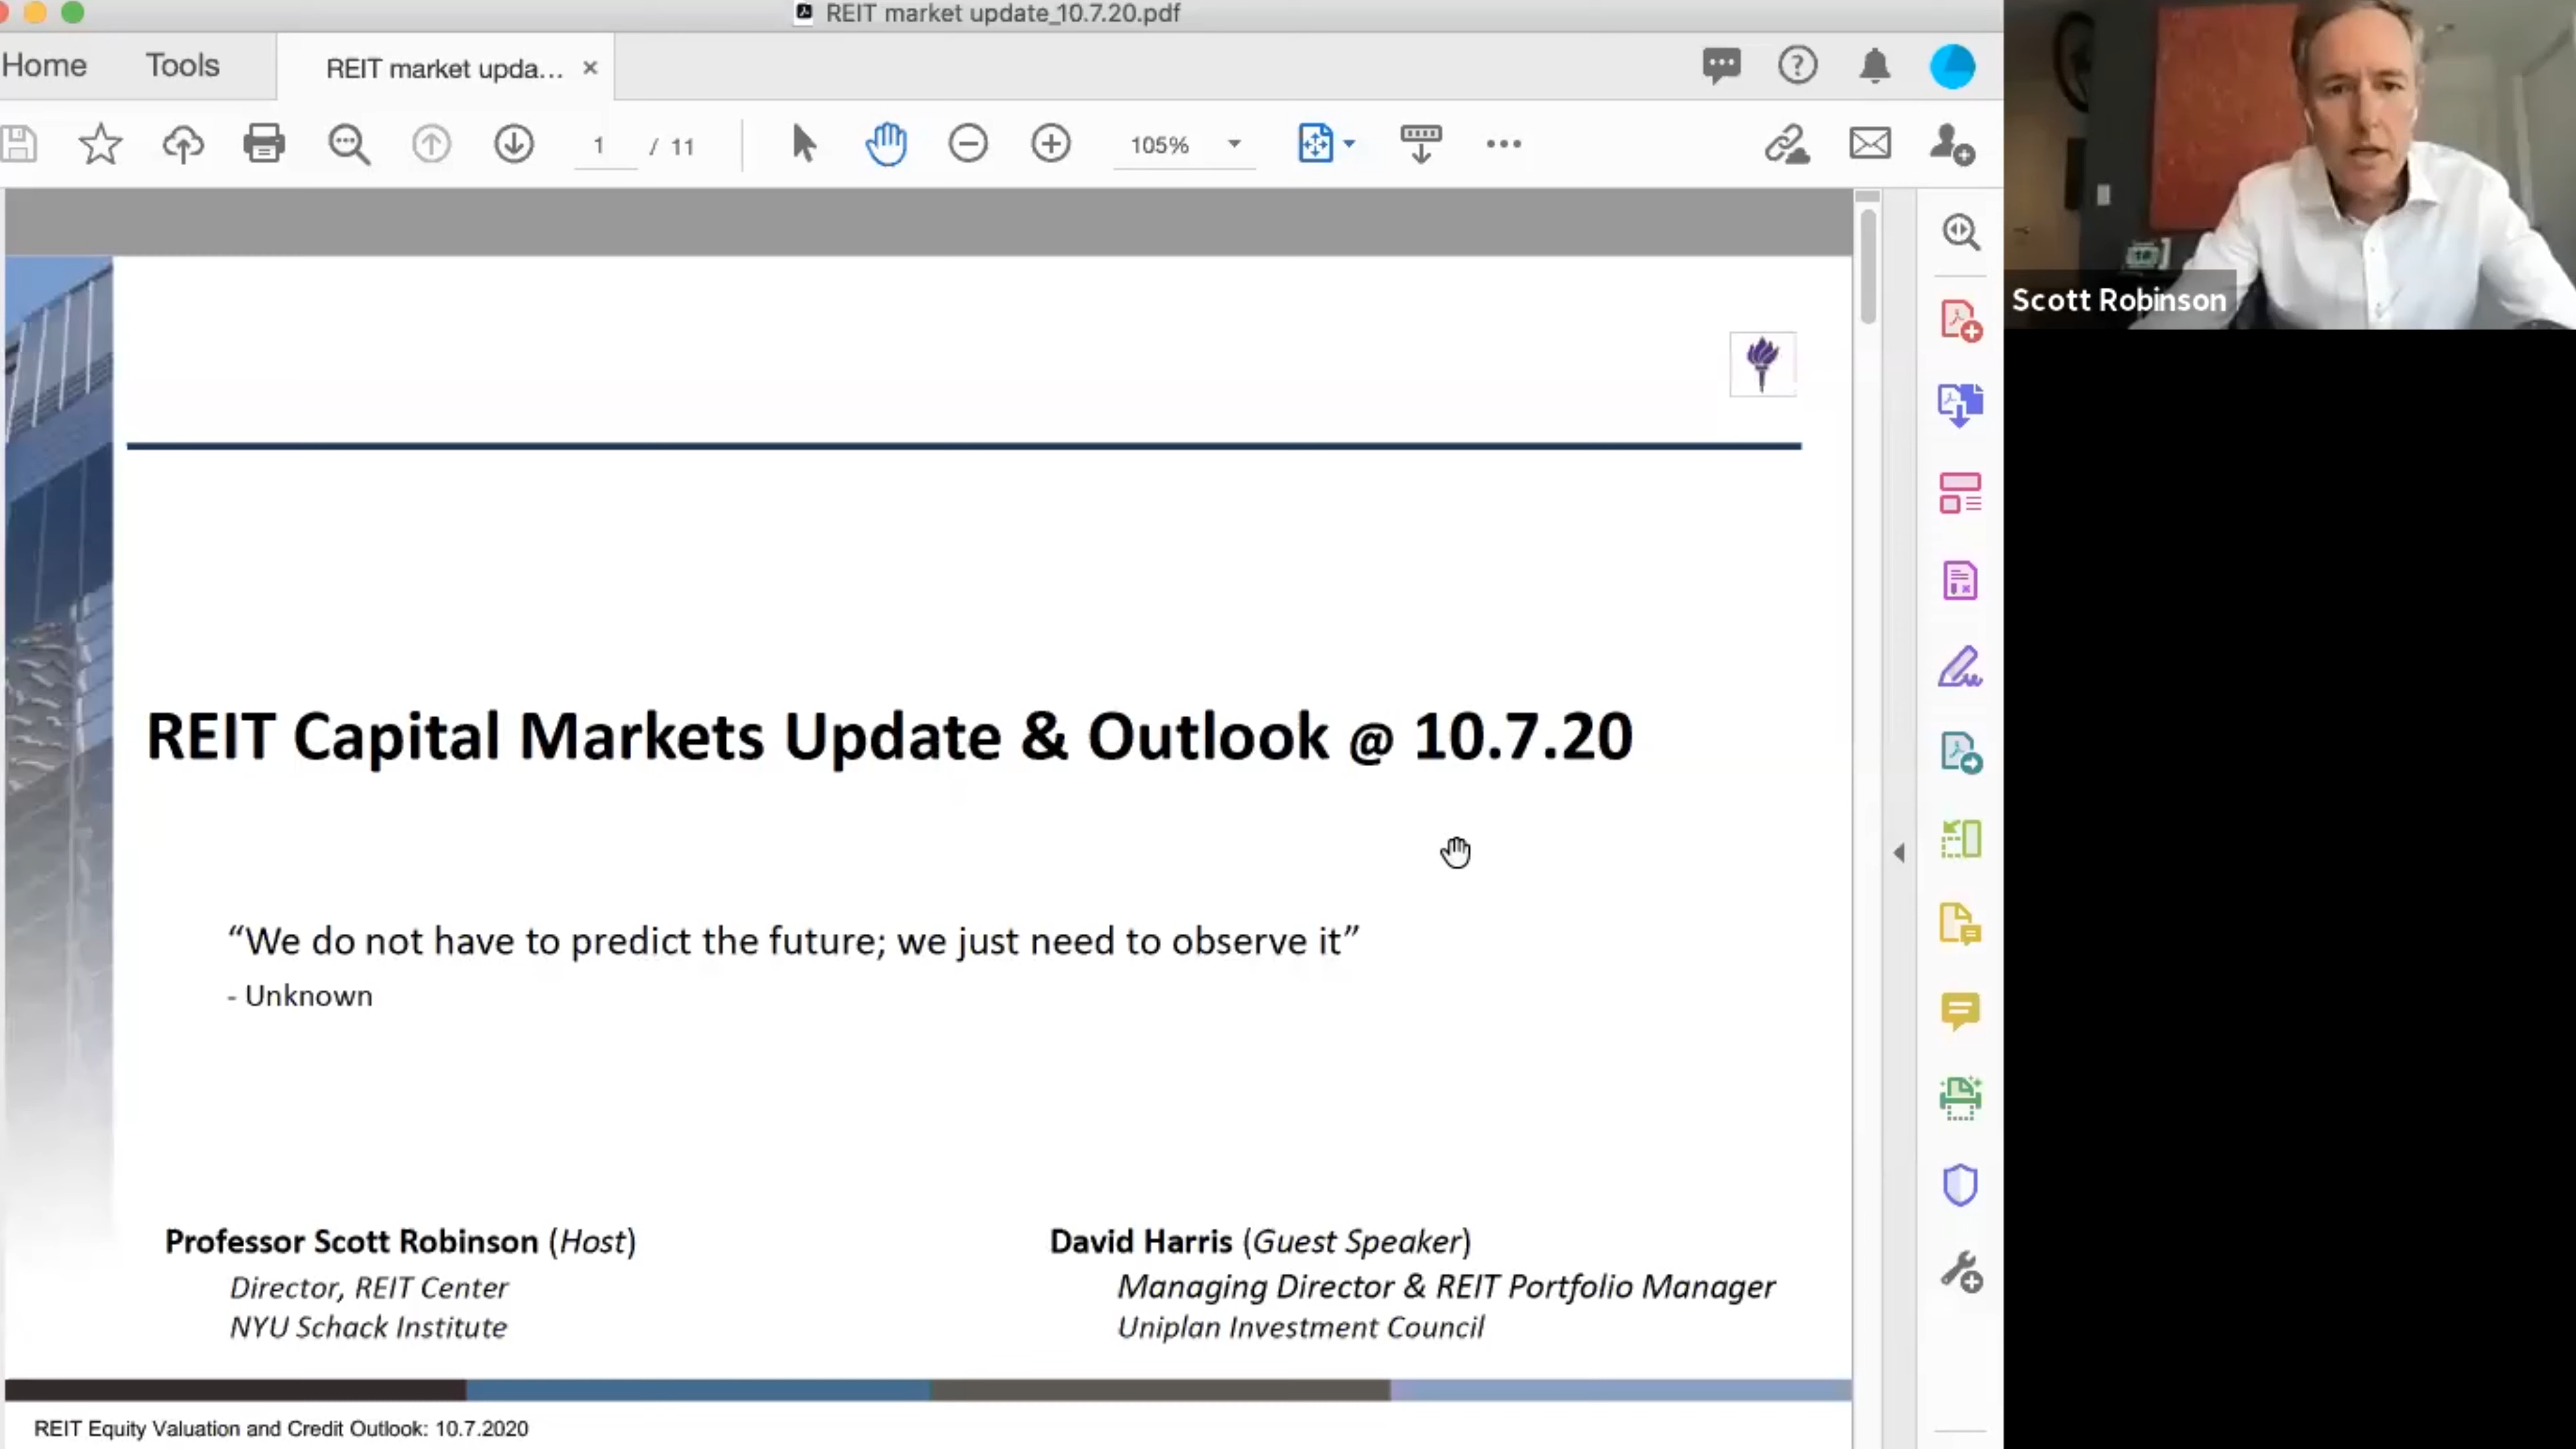 REIT market update_10.7.20.pdf
Home Tools REIT market upda... ×
1 / 11 105%
Scott Robinson
REIT Capital Markets Update & Outlook @ 10.7.20
“We do not have to predict the future; we just need to observe it”
- Unknown
Professor Scott Robinson (Host)
Director, REIT Center
NYU Schack Institute
David Harris (Guest Speaker)
Managing Director & REIT Portfolio Manager
Uniplan Investment Council
REIT Equity Valuation and Credit Outlook: 10.7.2020